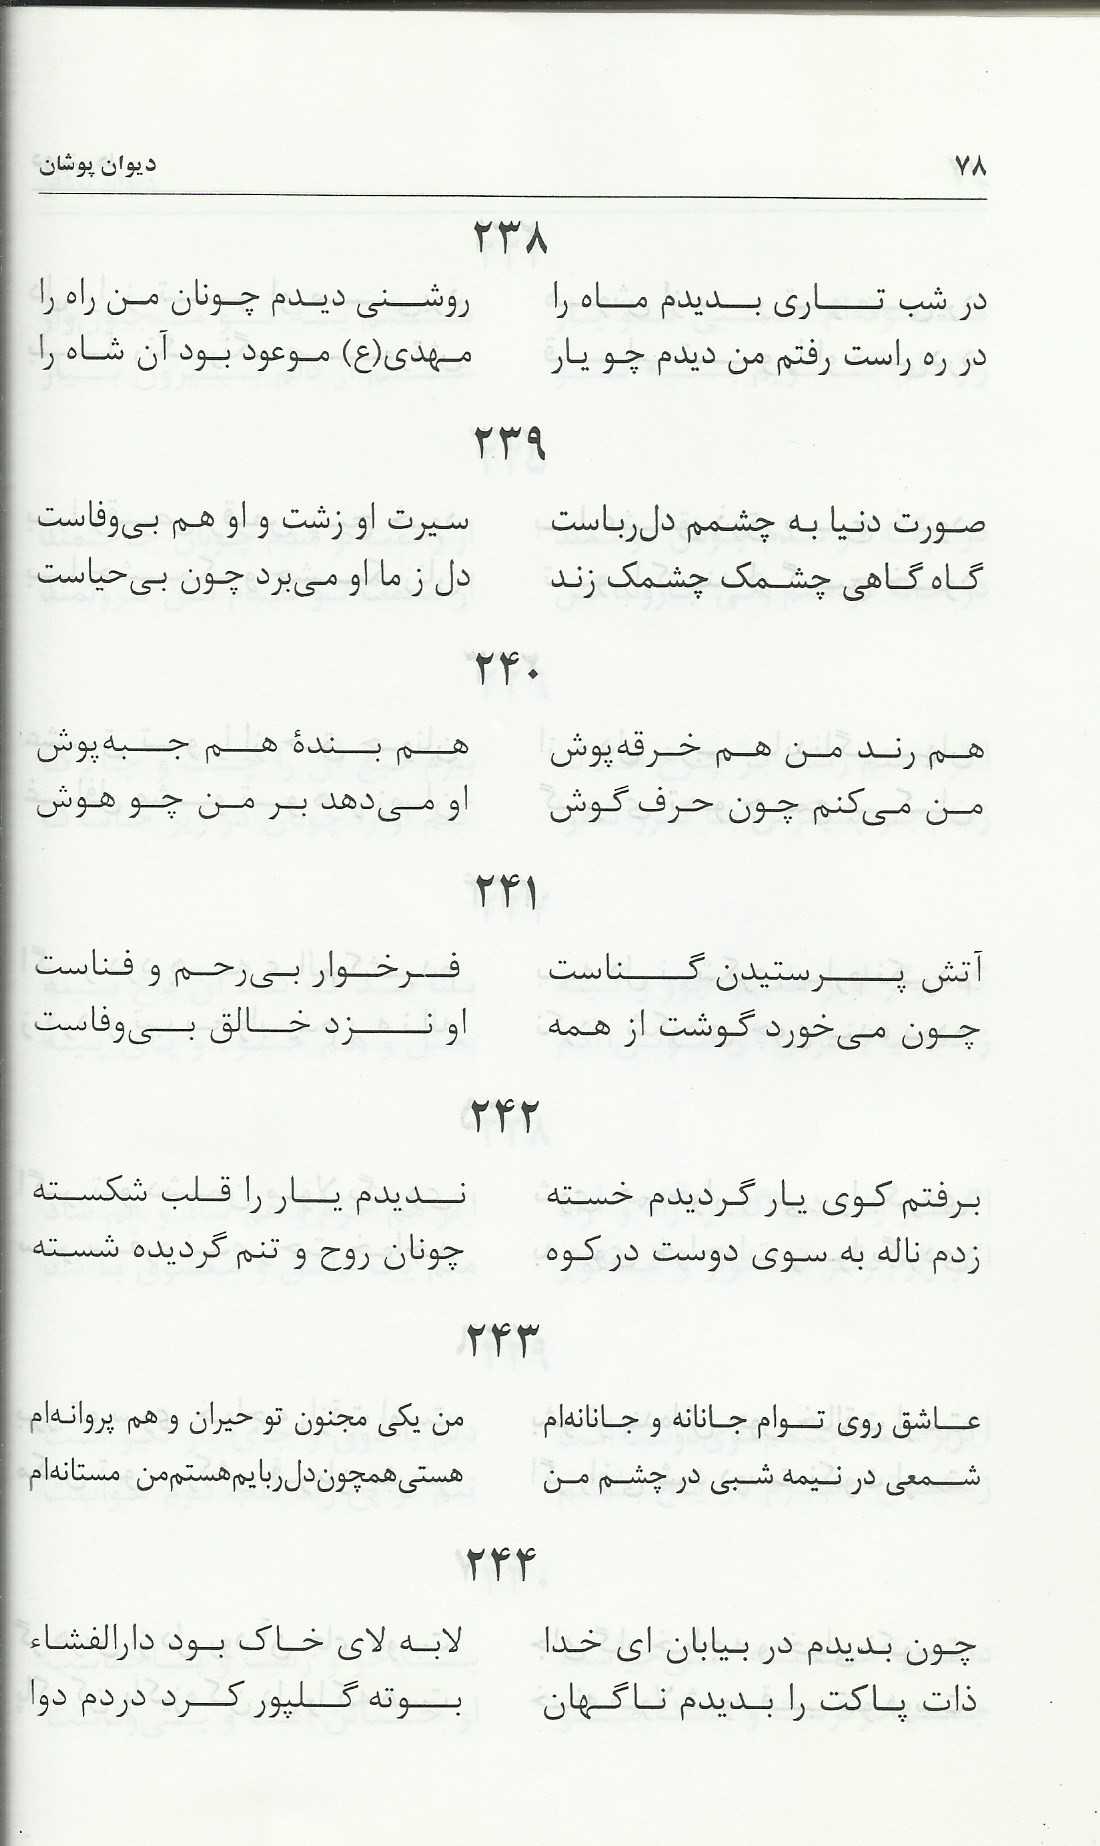 ۷۸ دیوان پوشان
۲۳۸
در شب تاری بدیدم ماه را روشنی دیدم چونان من راه را
در ره راست رفتم من دیدم چو یار مهدی(ع) موعود بود آن شاه را
۲۳۹
صورت دنیا به چشمم دل‌رباست سیرت او زشت و او هم بی‌وفاست
گاه گاهی چشمک چشمک زند دل ز ما او می‌برد چون بی‌حیاست
۲۴۰
هم رند من هم خرقه‌پوش هم بندهٔ هم جبه‌پوش
من می‌کنم چون حرف گوش او می‌دهد بر من چو هوش
۲۴۱
آتش پرستیدن گناست فرخوار بی‌رحم و فناست
چون می‌خورد گوشت از همه او نزد خالق بی‌وفاست
۲۴۲
برفتم کوی یار گردیدم خسته ندیدم یار را قلب شکسته
زدم ناله به سوی دوست در کوه چونان روح و تنم گردیده شسته
۲۴۳
عاشق روی توام جانانه و جانانه‌ام من یکی مجنون تو حیران و هم پروانه‌ام
شمعی در نیمه شبی در چشم من هستی همچون دل‌ربایم هستم من مستانه‌ام
۲۴۴
چون بدیدم در بیابان ای خدا لابه لای خاک بود دارالفشاء
ذات پاکت را بدیدم ناگهان بوته گلپور کرد دردم دوا